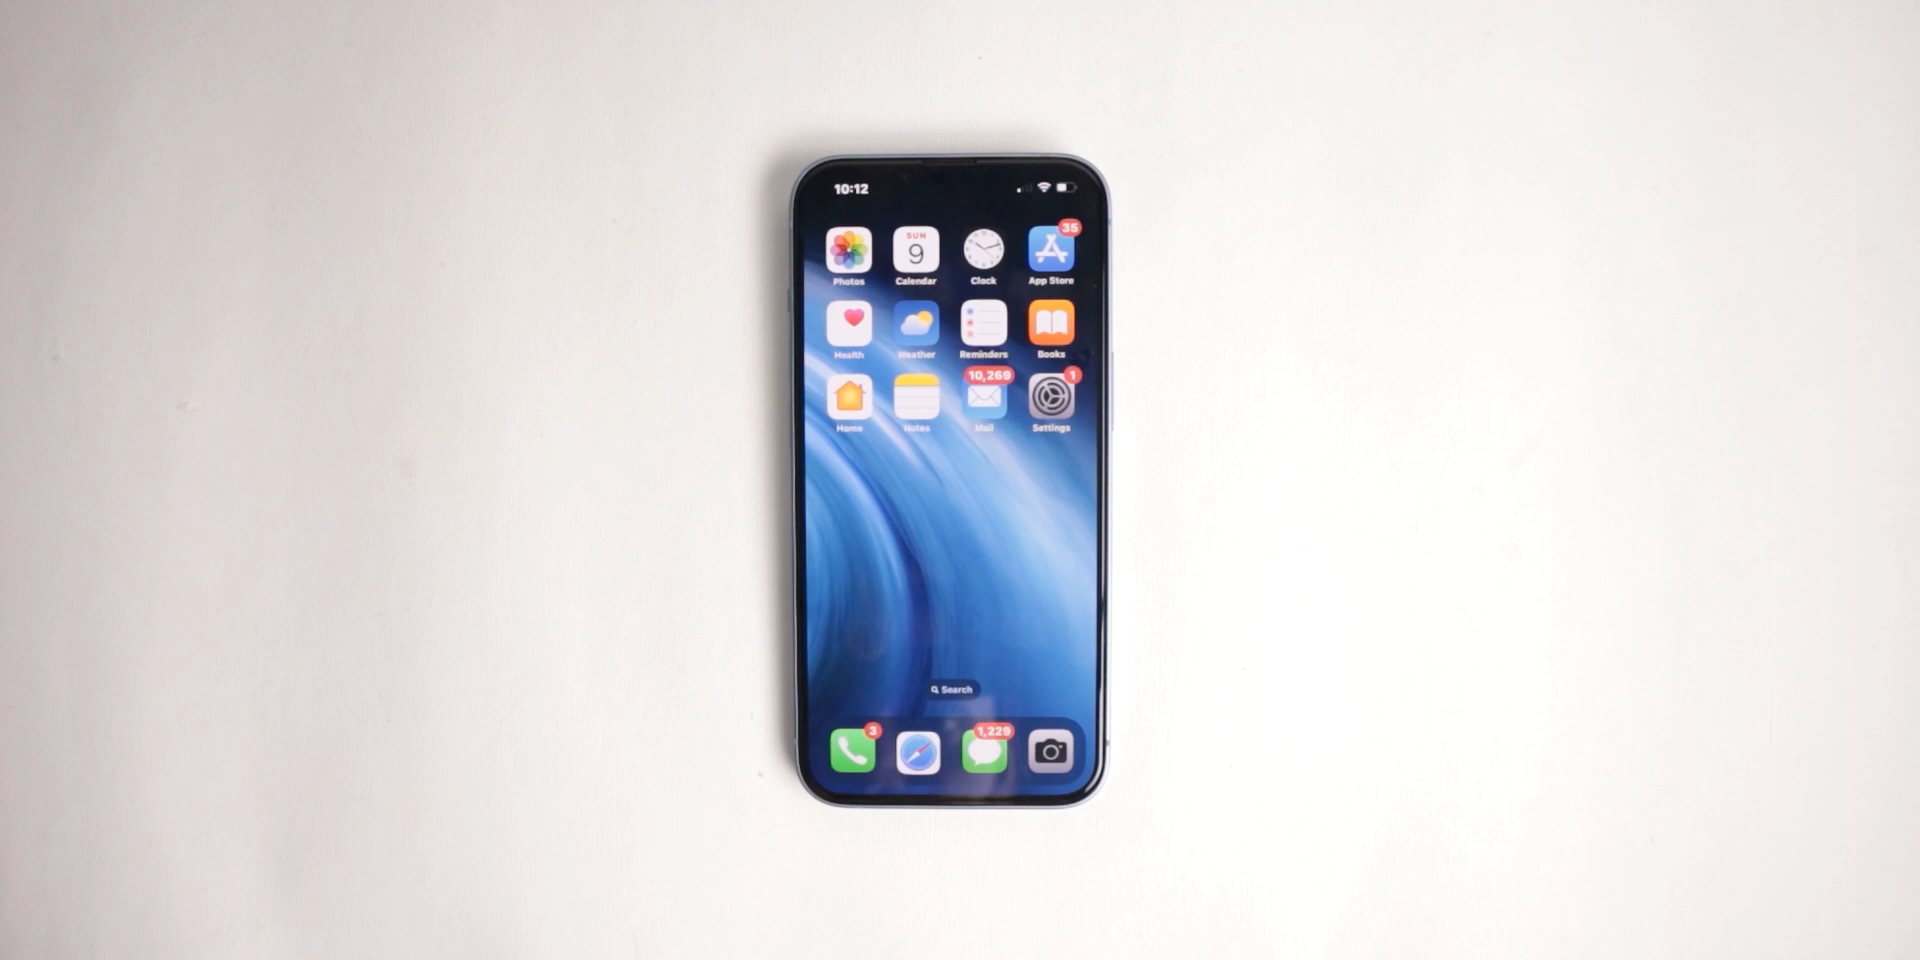 10:12
35
SUN
9
Photos Calendar Clock App Store
Health Weather Reminders Books
10,269 1
Home Notes Mail Settings
Search
3 1,229